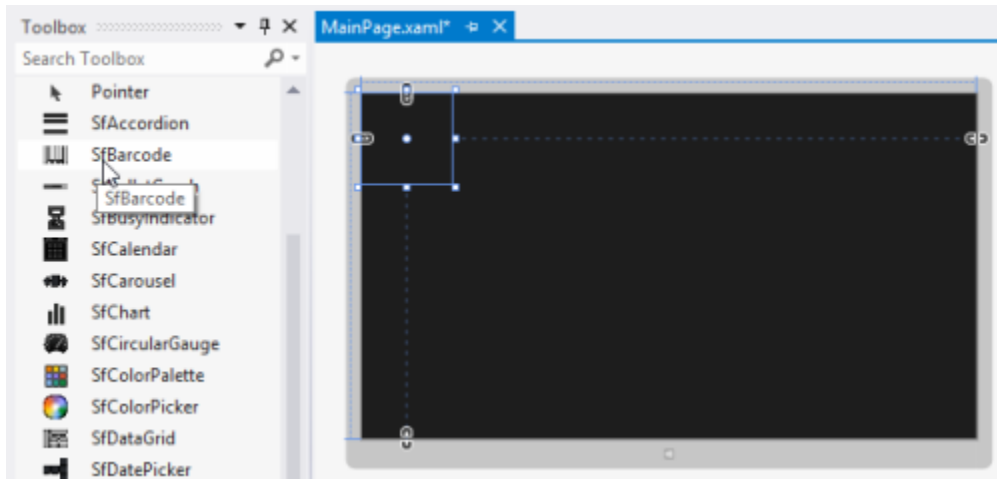 Toolbox
Search Toolbox
Pointer
SfAccordion
SfBarcode
SfBarcode
SfBusyIndicator
SfCalendar
SfCarousel
SfChart
SfCircularGauge
SfColorPalette
SfColorPicker
SfDataGrid
SfDatePicker
MainPage.xaml*